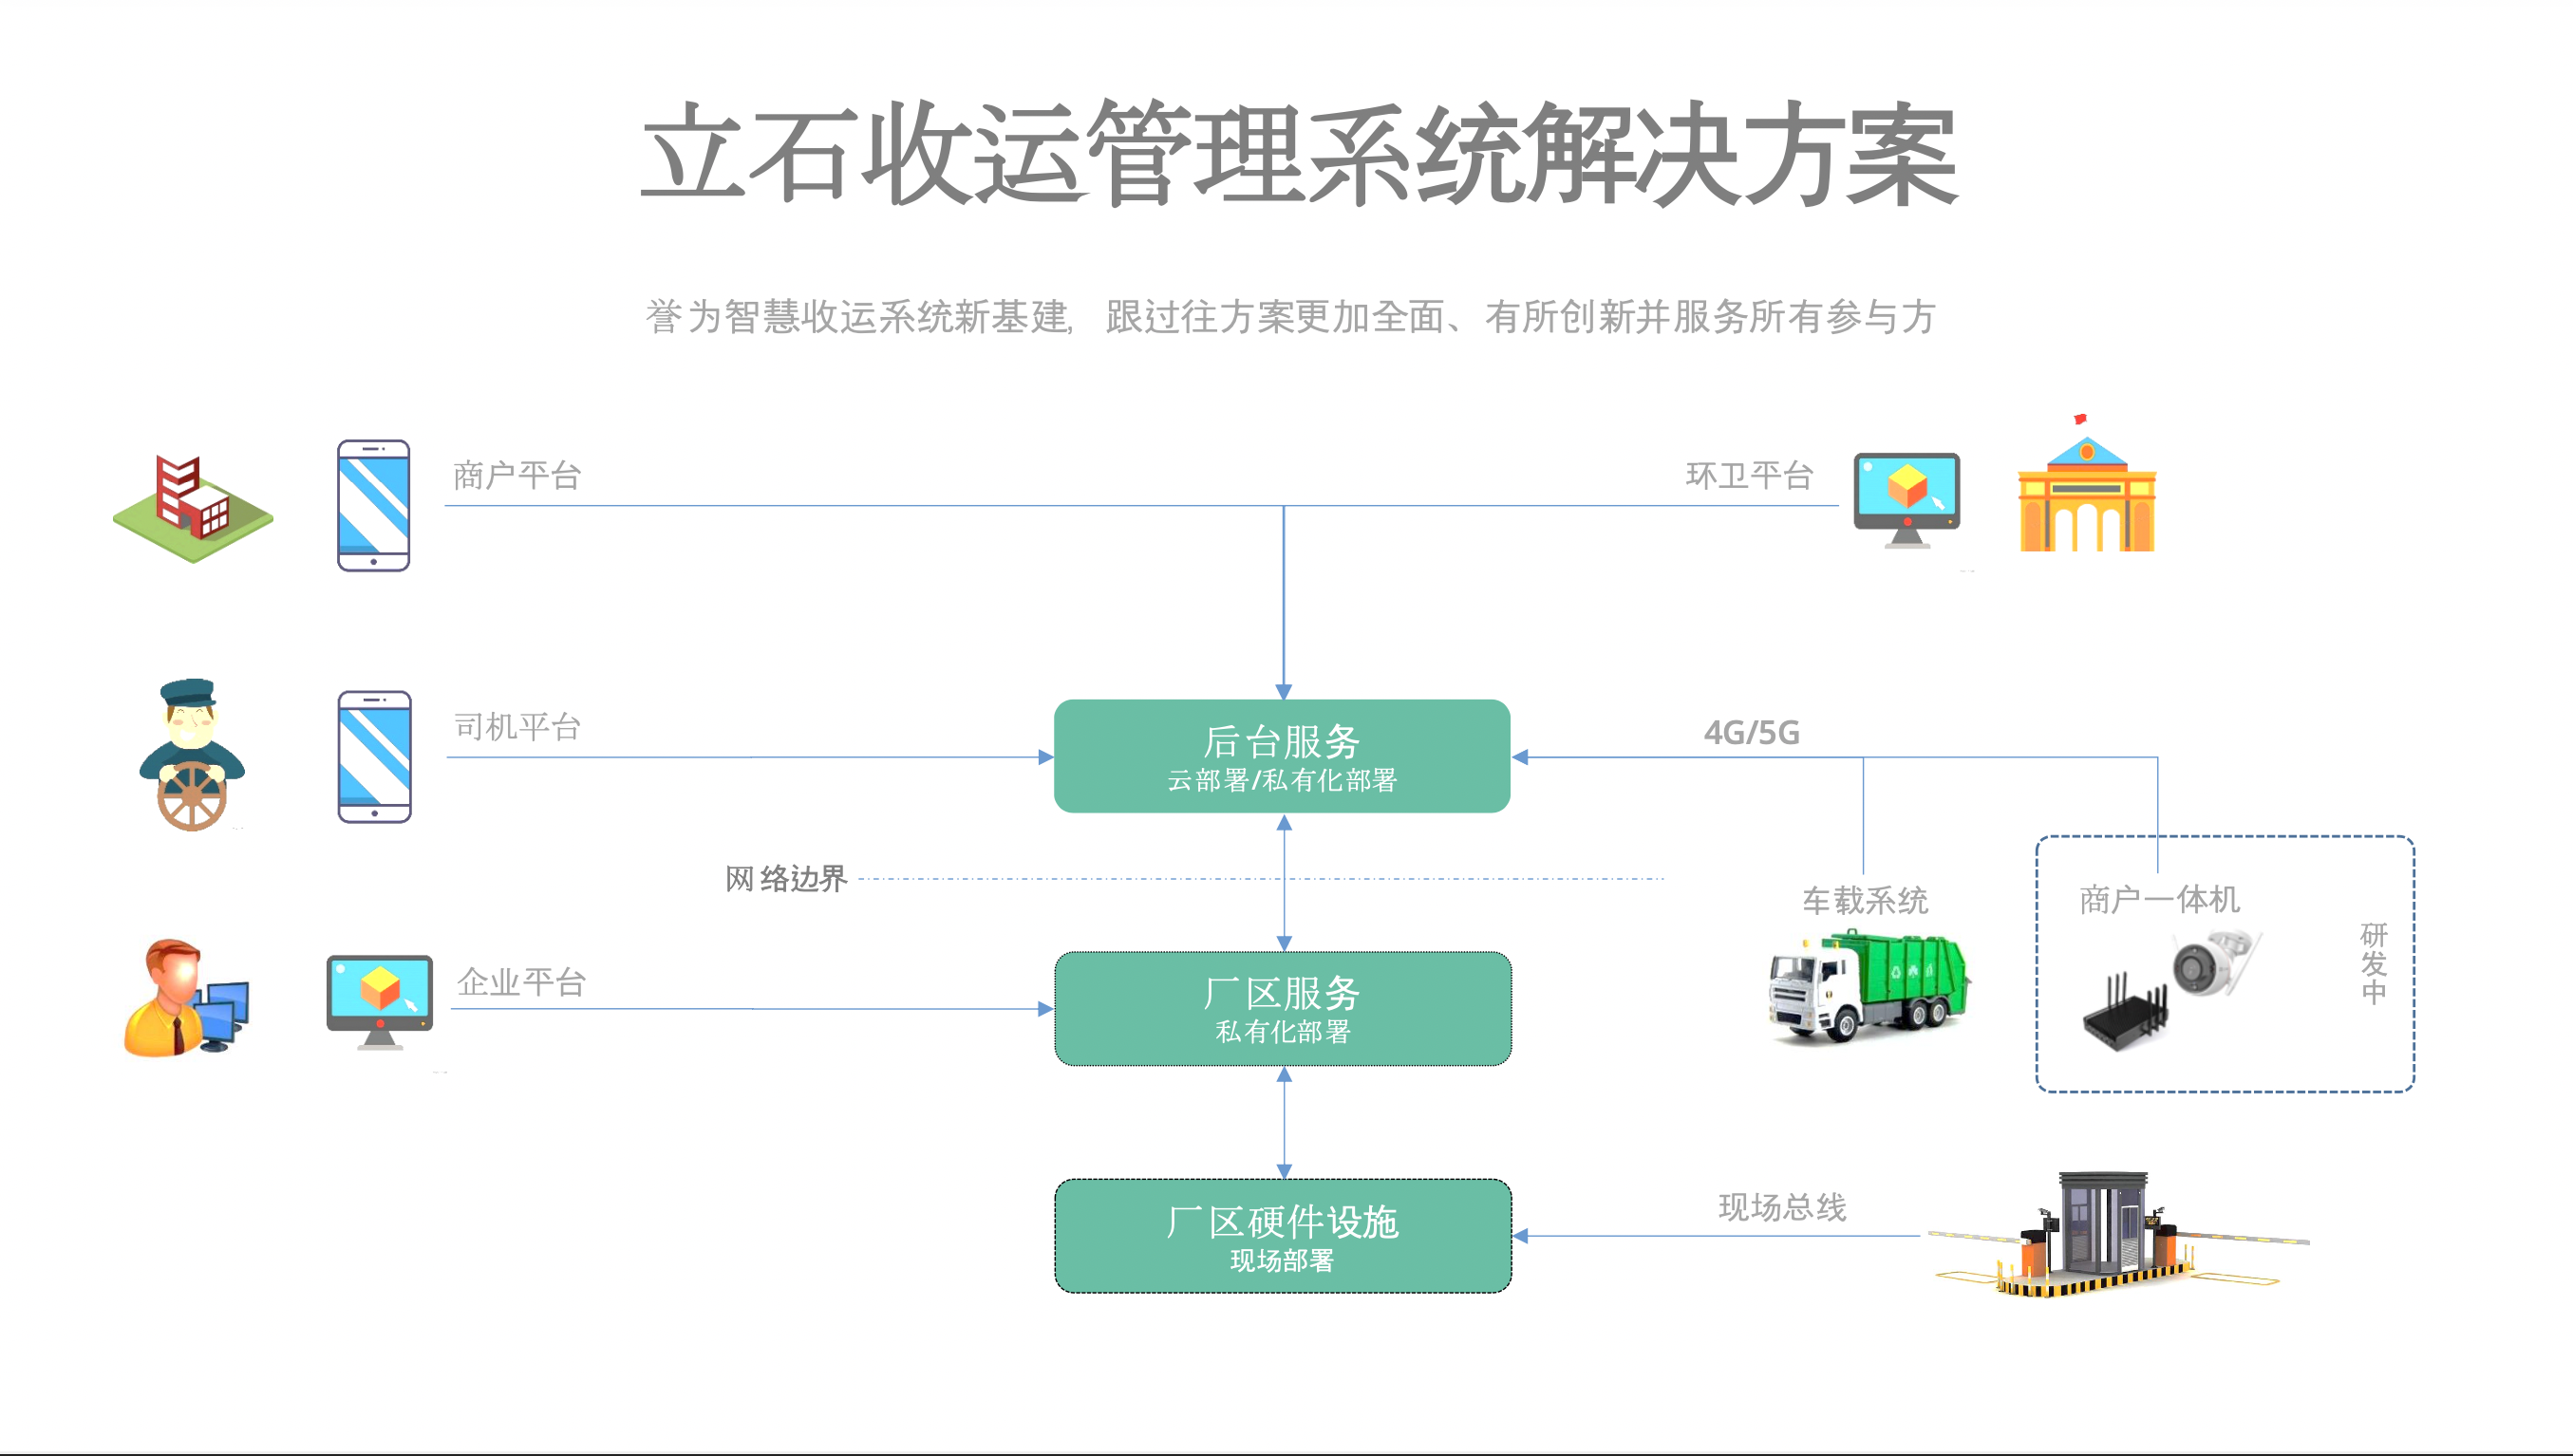 立石收运管理系统解决方案
誉为智慧收运系统新基建, 跟过往方案更加全面、有所创新并服务所有参与方
商户平台
环卫平台
司机平台
后台服务
云部署/私有化部署
4G/5G
网络边界
车载系统
商户一体机
研发中
企业平台
厂区服务
私有化部署
厂区硬件设施
现场部署
现场总线